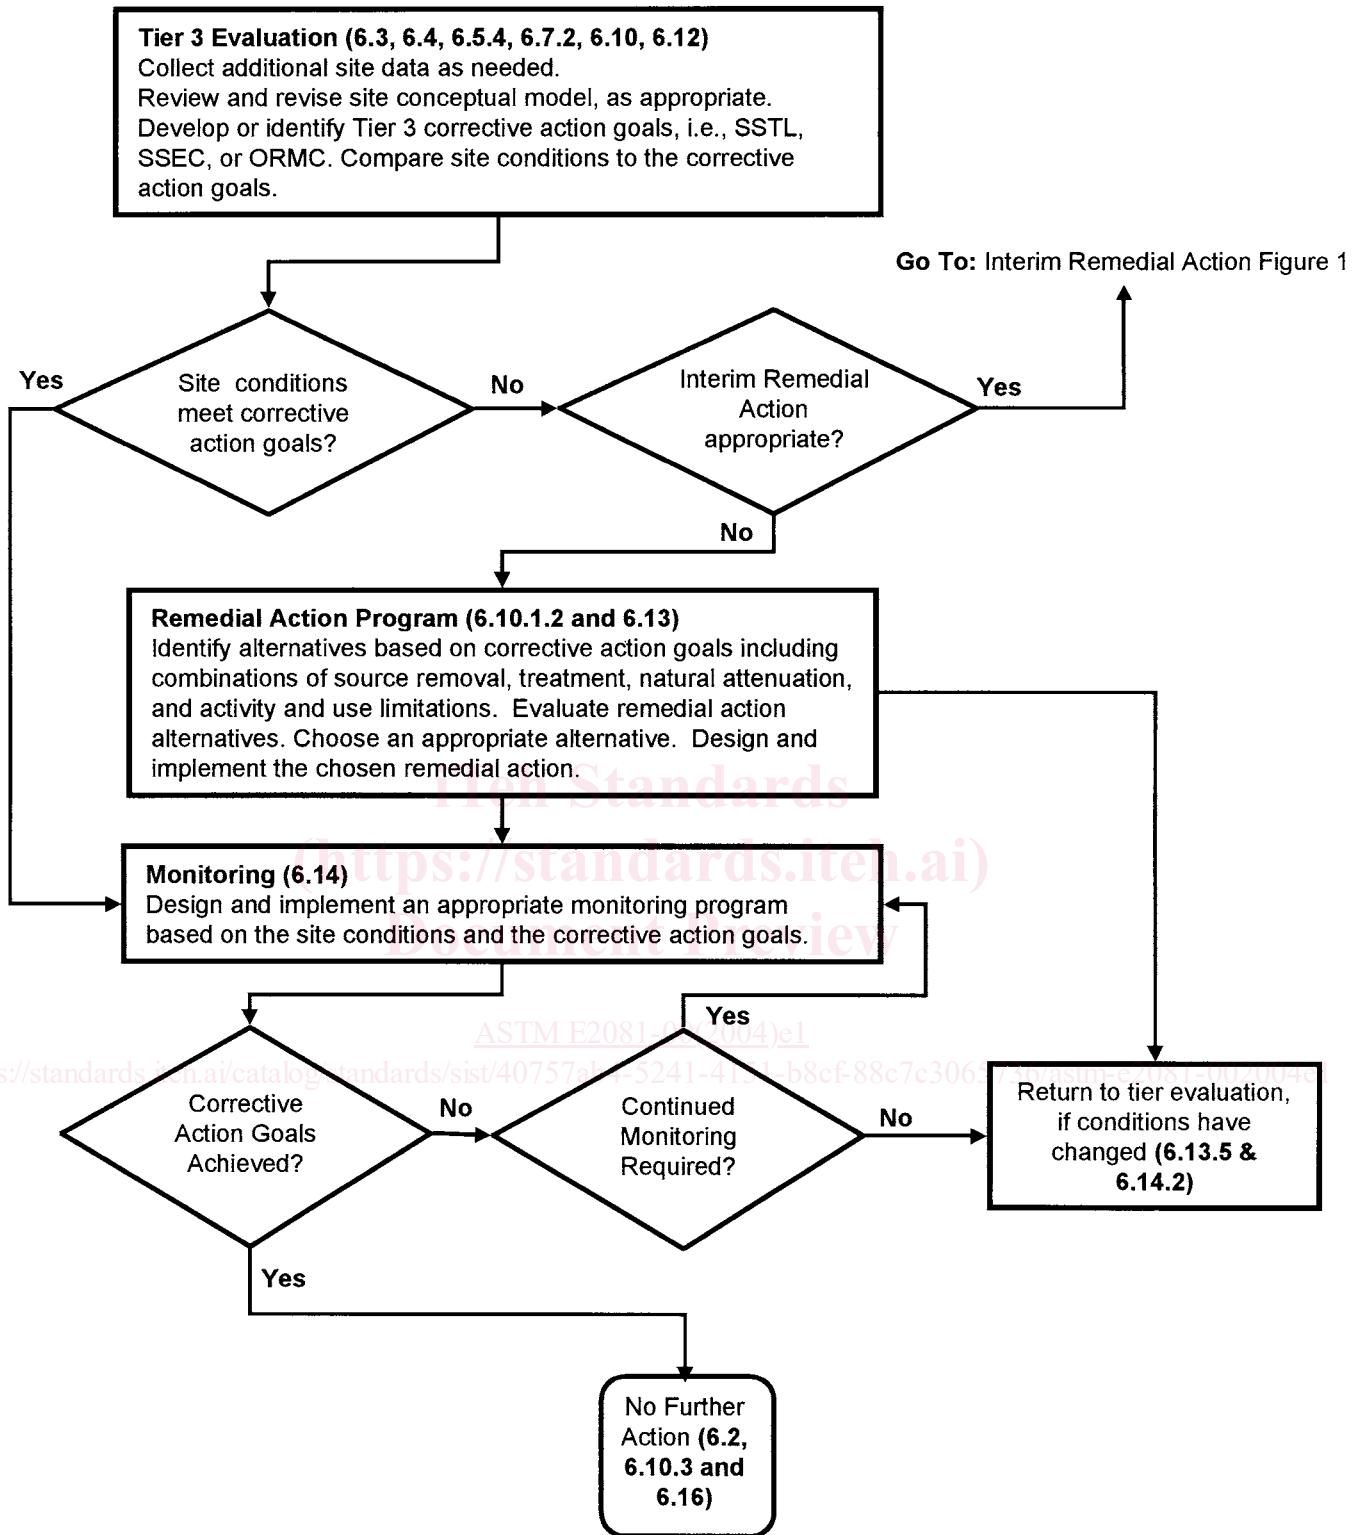 Tier 3 Evaluation (6.3, 6.4, 6.5.4, 6.7.2, 6.10, 6.12)
Collect additional site data as needed.
Review and revise site conceptual model, as appropriate.
Develop or identify Tier 3 corrective action goals, i.e., SSTL,
SSEC, or ORMC. Compare site conditions to the corrective
action goals.
Go To: Interim Remedial Action Figure 1
Yes
Site conditions
meet corrective
action goals?
No
Interim Remedial
Action
appropriate?
Yes
No
Remedial Action Program (6.10.1.2 and 6.13)
Identify alternatives based on corrective action goals including
combinations of source removal, treatment, natural attenuation,
and activity and use limitations. Evaluate remedial action
alternatives. Choose an appropriate alternative. Design and
implement the chosen remedial action.
iTeh Standards
(https://standards.iteh.ai)
Document Preview
Monitoring (6.14)
Design and implement an appropriate monitoring program
based on the site conditions and the corrective action goals.
Yes
ASTM E2081-00(2004)e1
Corrective
Action Goals
Achieved?
No
Continued
Monitoring
Required?
No
Return to tier evaluation,
if conditions have
changed (6.13.5 &
6.14.2)
Yes
No Further
Action (6.2,
6.10.3 and
6.16)